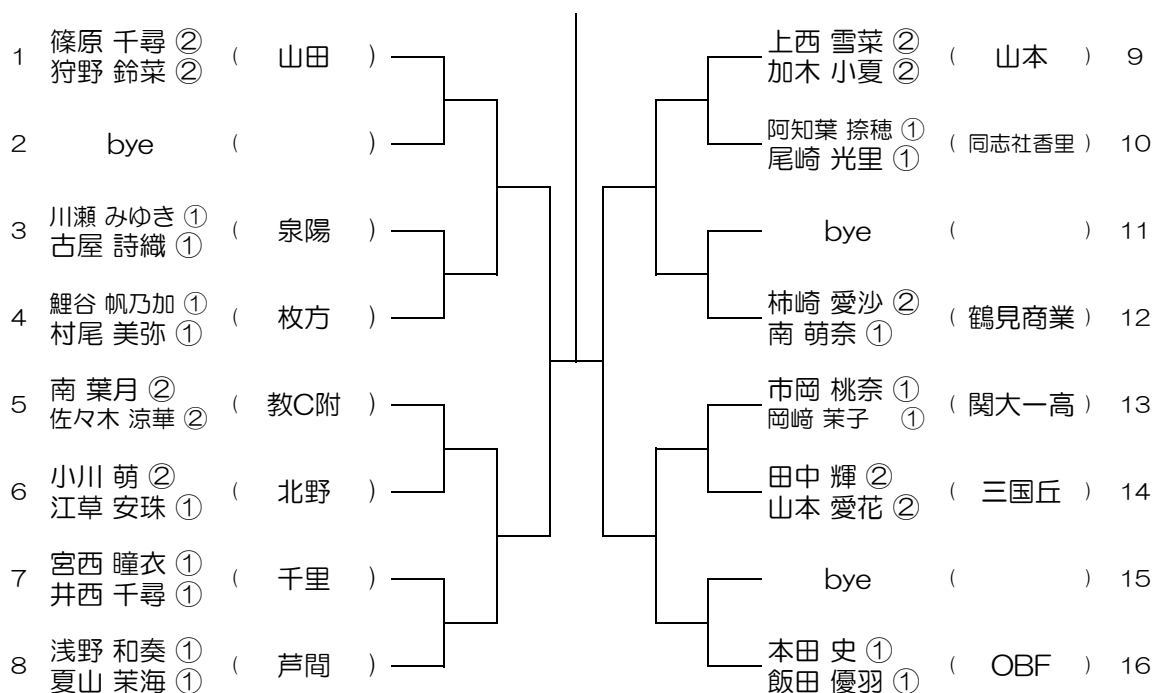 1 篠原 千尋 ② ( 山田 )
狩野 鈴菜 ②
2 bye ( )
3 川瀬 みゆき ① ( 泉陽 )
古屋 詩織 ①
4 鯉谷 帆乃加 ① ( 枚方 )
村尾 美弥 ①
5 南 葉月 ② ( 教C附 )
佐々木 涼華 ②
6 小川 萌 ② ( 北野 )
江草 安珠 ①
7 宮西 瞳衣 ① ( 千里 )
井西 千尋 ①
8 浅野 和奏 ① ( 芦間 )
夏山 茉海 ①
上西 雪菜 ② ( 山本 ) 9
加木 小夏 ②
阿知葉 捺穂 ① ( 同志社香里 ) 10
尾崎 光里 ①
bye ( ) 11
柿崎 愛沙 ② ( 鶴見商業 ) 12
南 萌奈 ①
市岡 桃奈 ① ( 関大一高 ) 13
岡﨑 茉子 ①
田中 輝 ② ( 三国丘 ) 14
山本 愛花 ②
bye ( ) 15
本田 史 ① ( OBF ) 16
飯田 優羽 ①